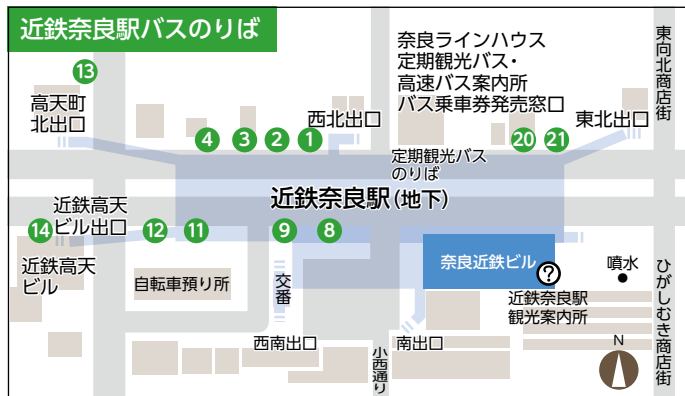 近鉄奈良駅バスのりば
13
高天町
北出口
4
3
2
1
西北出口
奈良ラインハウス
定期観光バス・
高速バス案内所
バス乗車券発売窓口
20
21
東北出口
東向北商店街
定期観光バス
のりば
近鉄奈良駅(地下)
近鉄高天
ビル出口
14
12
11
9
8
近鉄高天
ビル
自転車預り所
交番
奈良近鉄ビル
?
噴水
近鉄奈良駅
観光案内所
ひがしむき商店街
西南出口
小西通り
南出口
N